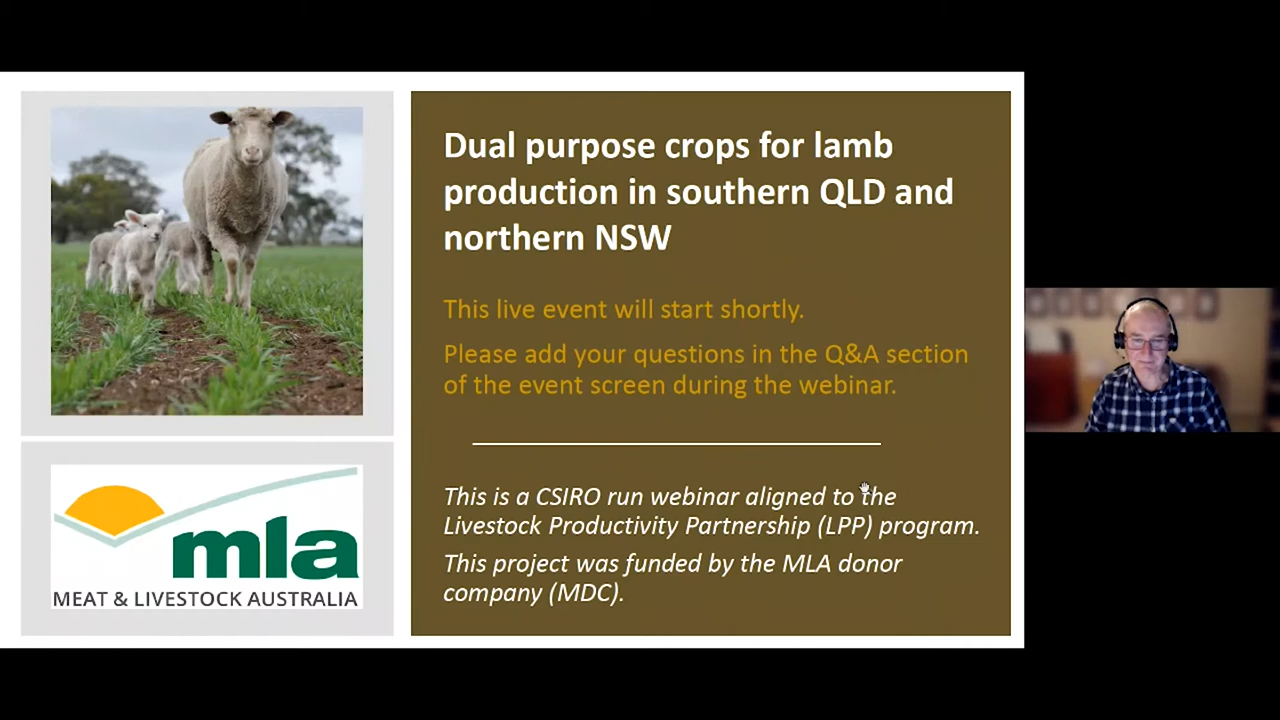 Dual purpose crops for lamb
production in southern QLD and
northern NSW
This live event will start shortly.
Please add your questions in the Q&A section
of the event screen during the webinar.
This is a CSIRO run webinar aligned to the
Livestock Productivity Partnership (LPP) program.
This project was funded by the MLA donor
company (MDC).
mla
MEAT & LIVESTOCK AUSTRALIA